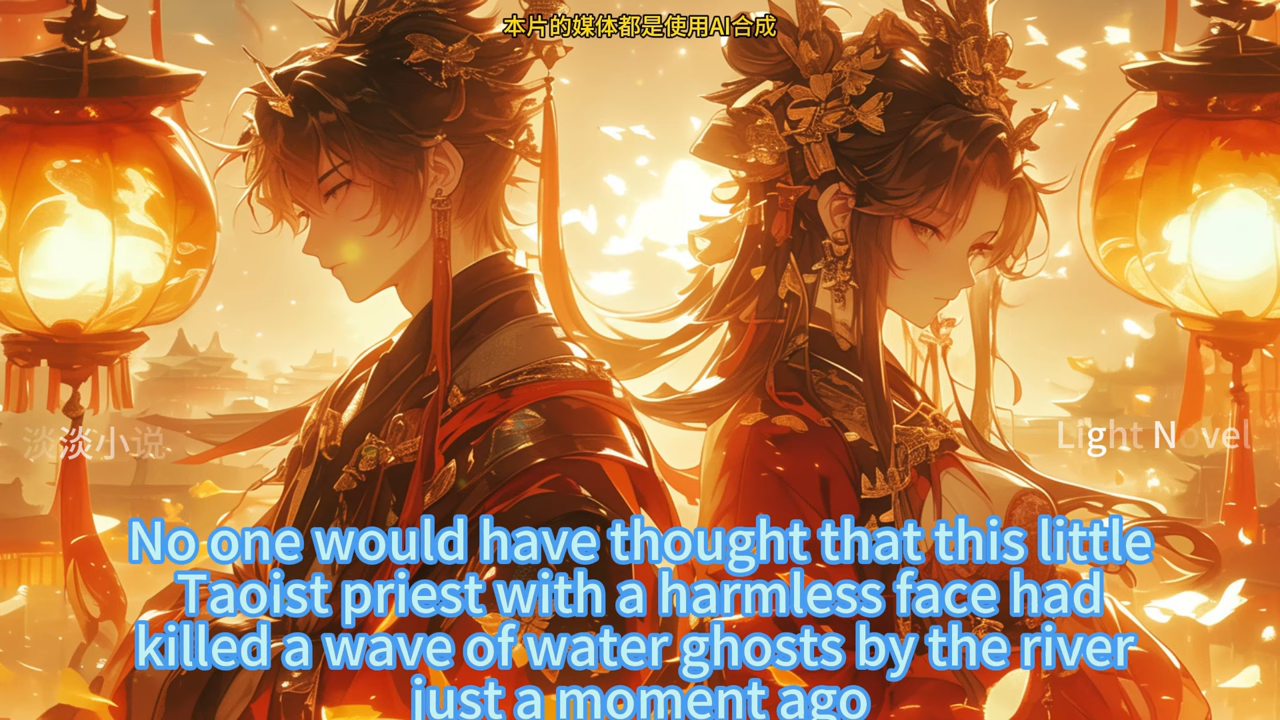 本片的媒体都是使用AI合成
淡淡小说
Light Novel
No one would have thought that this little
Taoist priest with a harmless face had
killed a wave of water ghosts by the river
just a moment ago